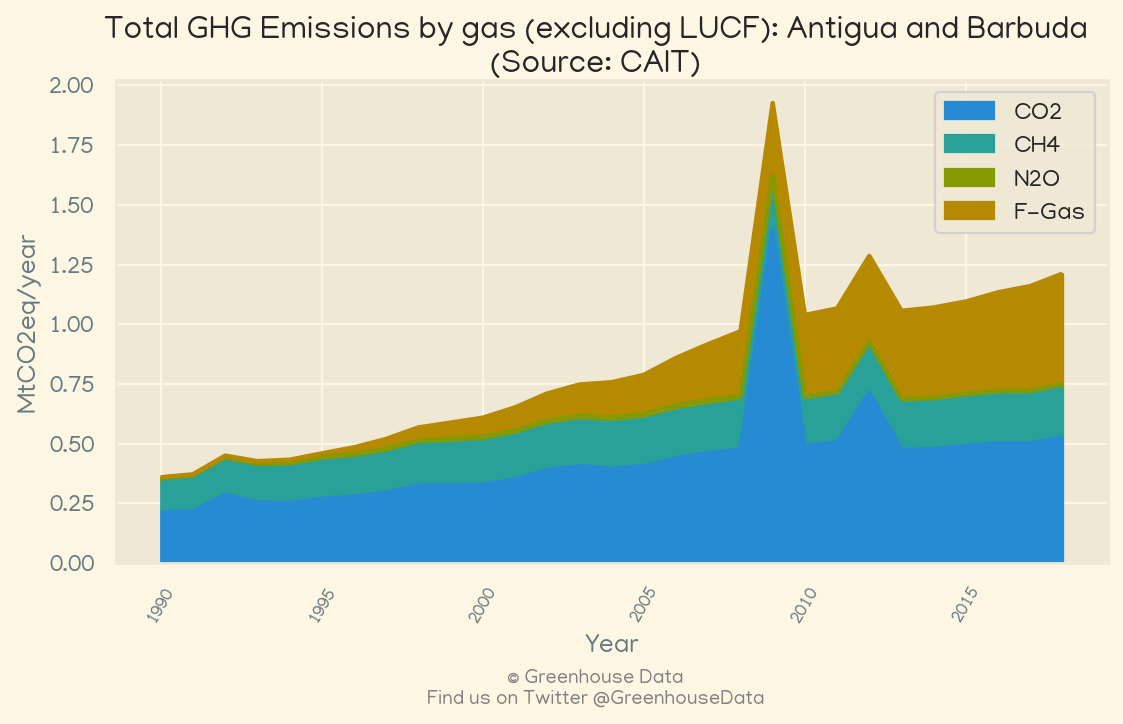 Total GHG Emissions by gas (excluding LUCF): Antigua and Barbuda
(Source: CAIT)
2.00
1.75
1.50
1.25
1.00
0.75
0.50
0.25
0.00
MtCO2eq/year
CO2
CH4
N2O
F-Gas
1990
1995
2000
2005
2010
2015
Year
© Greenhouse Data
Find us on Twitter @GreenhouseData